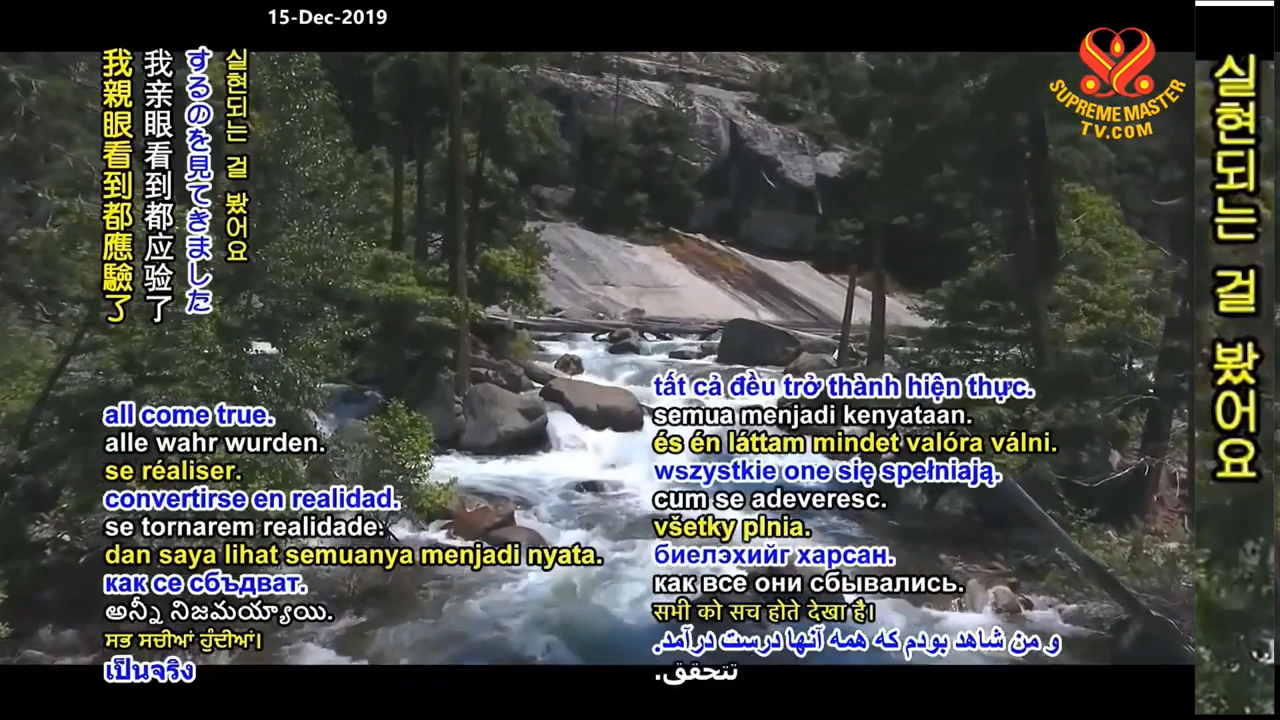 15-Dec-2019
SUPREME MASTER
TV.COM
我親眼看到都應驗了
我亲眼看到都应验了
するのを見てきました
실현되는 걸 봤어요
all come true.
alle wahr wurden.
se réaliser.
convertirse en realidad.
se tornarem realidade.
dan saya lihat semuanya menjadi nyata.
как се сбъдват.
అన్నీ నిజమయ్యాయి.
ਸਭ ਸਚੀਆਂ ਹੁੰਦੀਆਂ।
เป็นจริง
tất cả đều trở thành hiện thực.
semua menjadi kenyataan.
és én láttam mindet valóra válni.
wszystkie one się spełniają.
cum se adeveresc.
všetky plnia.
биелэхийг харсан.
как все они сбывались.
सभी को सच होते देखा है।
و من شاهد بودم که همه آنها درست درآمد.
تتحقق.
실현되는 걸 봤어요